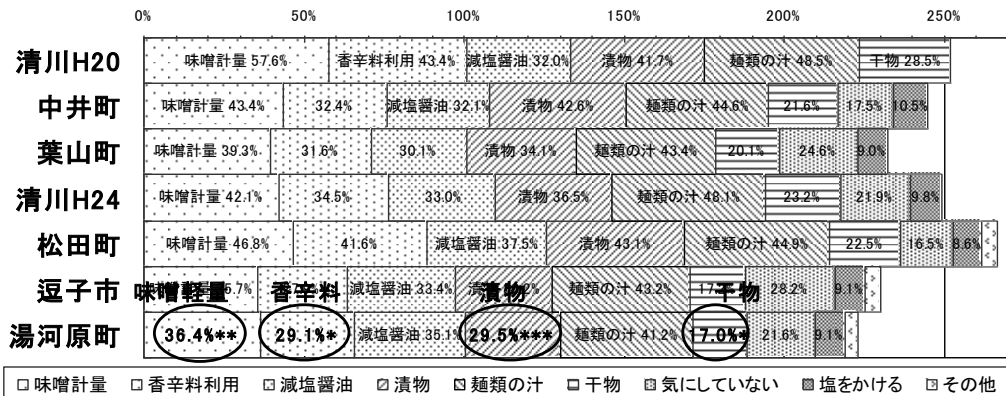 0% 50% 100% 150% 200% 250%
清川H20 味噌計量 57.6% 香辛料利用 43.4% 減塩醤油 32.0% 漬物 41.7% 麺類の汁 48.5% 干物 28.5%
中井町 味噌計量 43.4% 32.4% 減塩醤油 32.1% 漬物 42.6% 麺類の汁 44.6% 21.6% 17.5% 10.5%
葉山町 味噌計量 39.3% 31.6% 30.1% 漬物 34.1% 麺類の汁 43.4% 20.1% 24.6% 9.0%
清川H24 味噌計量 42.1% 34.5% 33.0% 漬物 36.5% 麺類の汁 48.1% 23.2% 21.9% 9.8%
松田町 味噌計量 46.8% 41.6% 減塩醤油 37.5% 漬物 43.1% 麺類の汁 44.9% 22.5% 16.5% 8.6%
逗子市 減塩醤油 33.4% 麺類の汁 43.2% 28.2% 9.1%
味噌軽量 香辛料 漬物 干物
湯河原町 36.4%** 29.1%* 減塩醤油 35.1% 29.5%*** 麺類の汁 41.2% 17.0%* 21.6% 9.1%
味噌計量 香辛料利用 減塩醤油 漬物 麺類の汁 干物 気にしていない 塩をかける その他